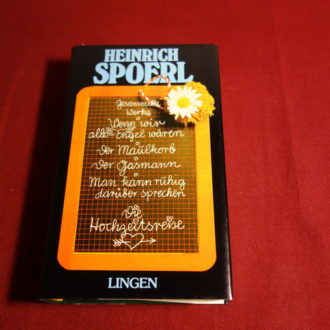 HEINRICH
SPOERL
Gesammelte
Werke
Wenn wir
alle Engel wären
Der Maulkorb
Der Gasmann
Man kann ruhig
darüber sprechen
Die
Hochzeitsreise
LINGEN